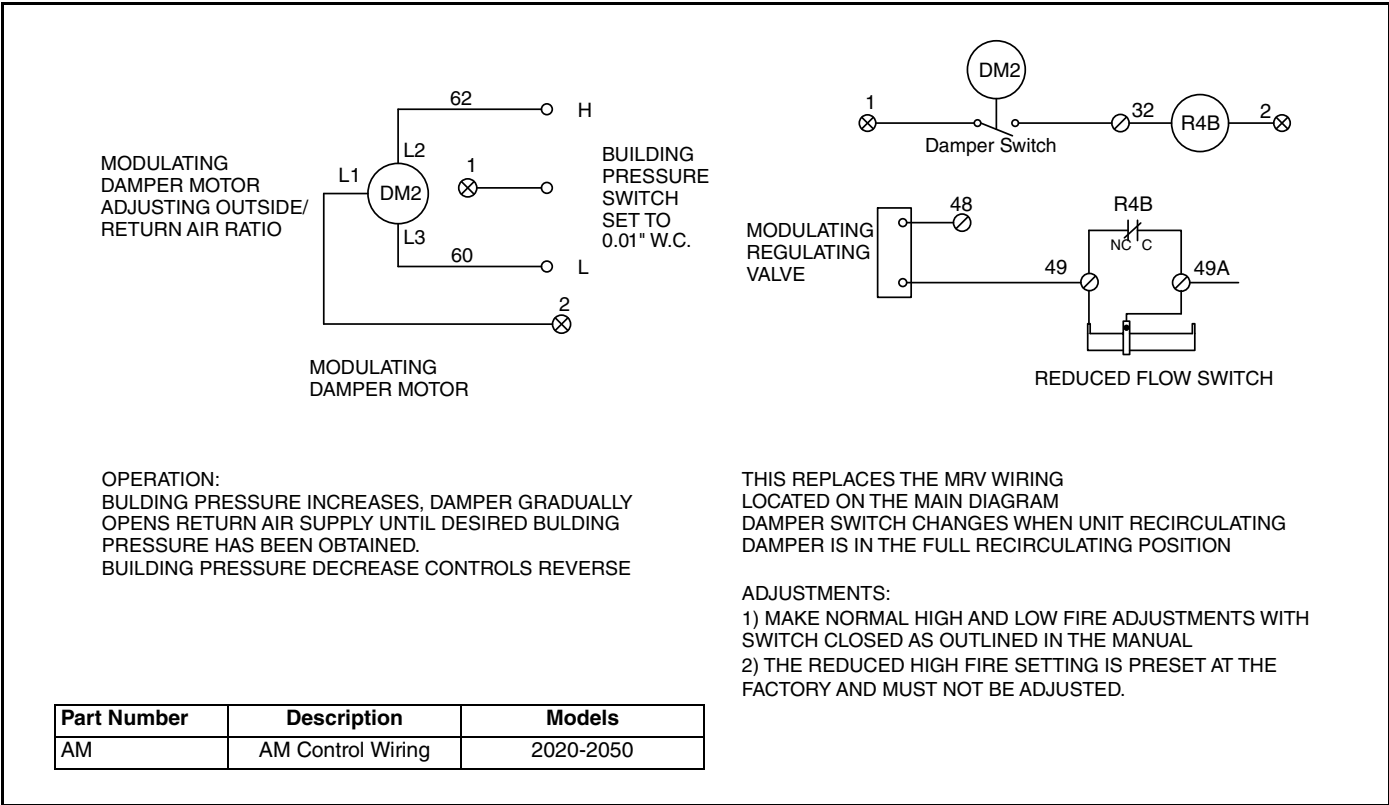 62
H
L2
1
L1
DM2
MODULATING
DAMPER MOTOR
ADJUSTING OUTSIDE/
RETURN AIR RATIO
BUILDING
PRESSURE
SWITCH
SET TO
0.01" W.C.
L3
60
L
2
MODULATING
DAMPER MOTOR
DM2
1
32
R4B
2
Damper Switch
MODULATING
REGULATING
VALVE
48
R4B
NC C
49
49A
REDUCED FLOW SWITCH
OPERATION:
BULDING PRESSURE INCREASES, DAMPER GRADUALLY
OPENS RETURN AIR SUPPLY UNTIL DESIRED BULDING
PRESSURE HAS BEEN OBTAINED.
BUILDING PRESSURE DECREASE CONTROLS REVERSE
THIS REPLACES THE MRV WIRING
LOCATED ON THE MAIN DIAGRAM
DAMPER SWITCH CHANGES WHEN UNIT RECIRCULATING
DAMPER IS IN THE FULL RECIRCULATING POSITION
ADJUSTMENTS:
1) MAKE NORMAL HIGH AND LOW FIRE ADJUSTMENTS WITH
SWITCH CLOSED AS OUTLINED IN THE MANUAL
2) THE REDUCED HIGH FIRE SETTING IS PRESET AT THE
FACTORY AND MUST NOT BE ADJUSTED.
Part Number Description Models
AM AM Control Wiring 2020-2050